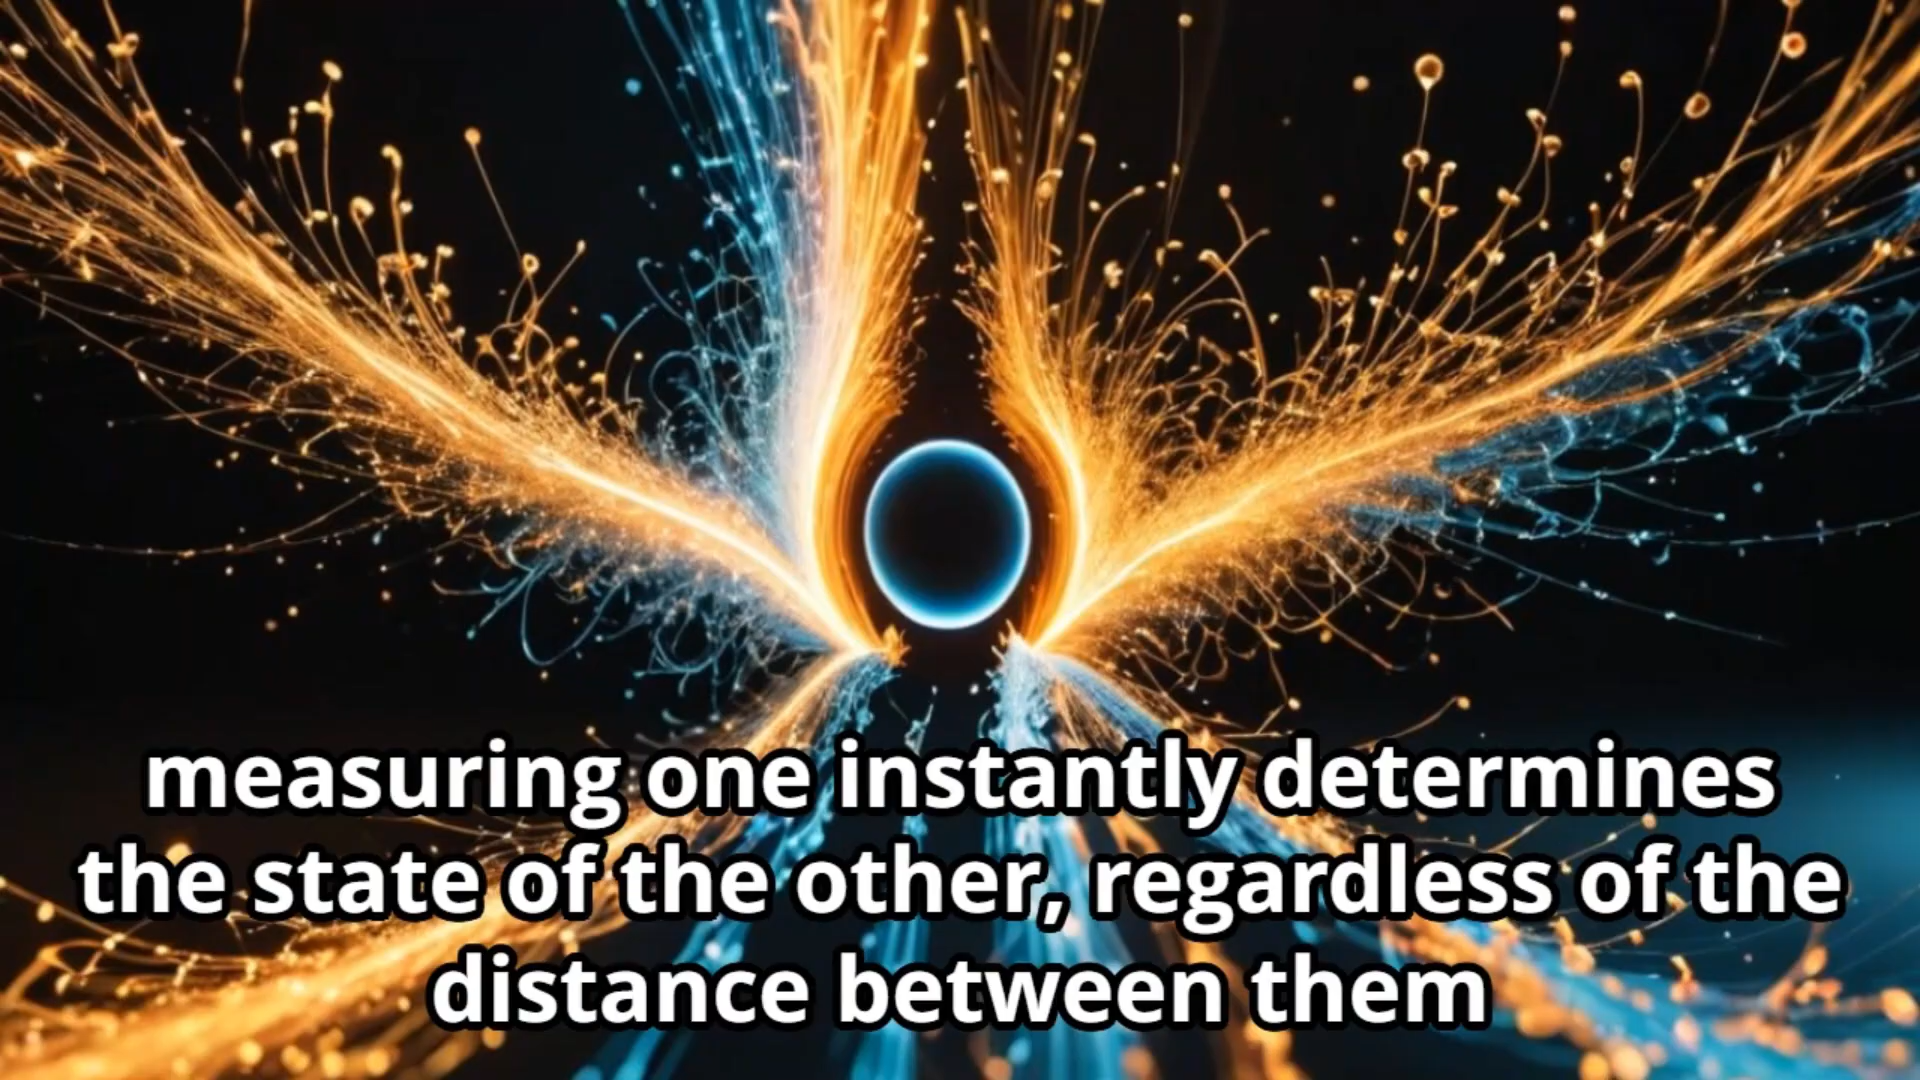 measuring one instantly determines
the state of the other, regardless of the
distance between them